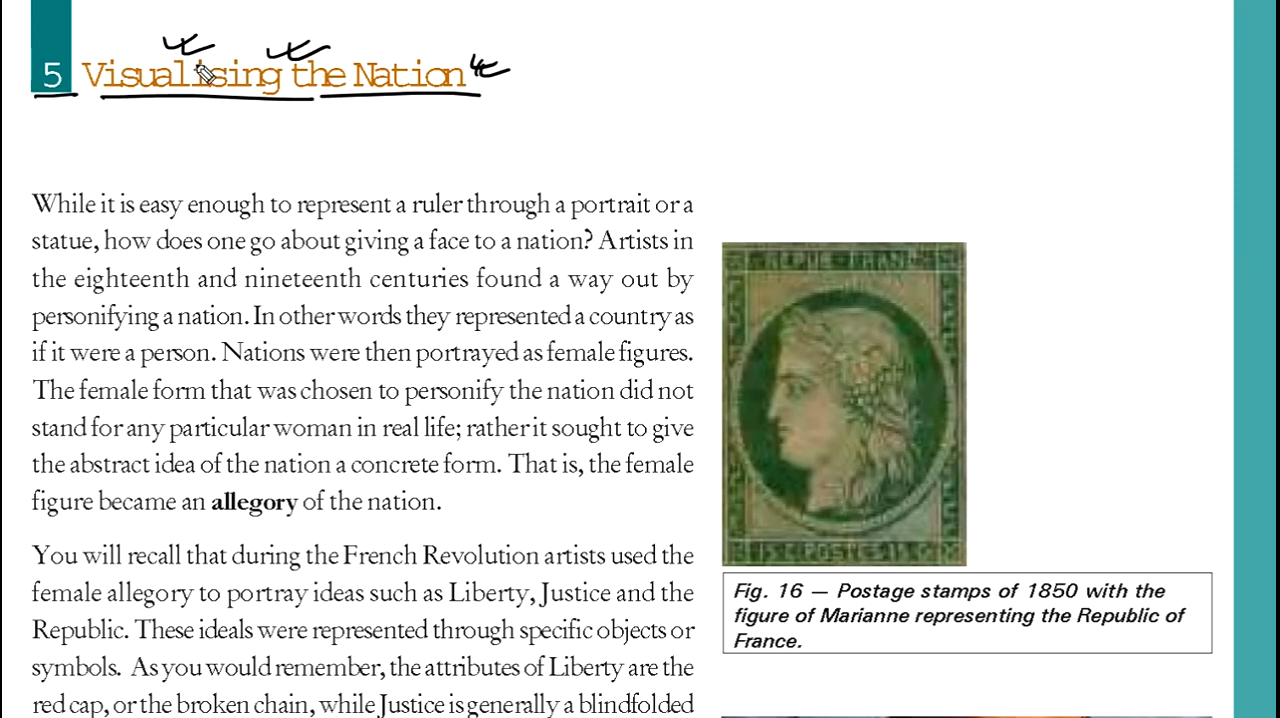 5 Visualising the Nation
While it is easy enough to represent a ruler through a portrait or a
statue, how does one go about giving a face to a nation? Artists in
the eighteenth and nineteenth centuries found a way out by
personifying a nation. In other words they represented a country as
if it were a person. Nations were then portrayed as female figures.
The female form that was chosen to personify the nation did not
stand for any particular woman in real life; rather it sought to give
the abstract idea of the nation a concrete form. That is, the female
figure became an allegory of the nation.
You will recall that during the French Revolution artists used the
female allegory to portray ideas such as Liberty, Justice and the
Republic. These ideals were represented through specific objects or
symbols. As you would remember, the attributes of Liberty are the
red cap, or the broken chain, while Justice is generally a blindfolded
POSTES
Fig. 16 — Postage stamps of 1850 with the
figure of Marianne representing the Republic of
France.